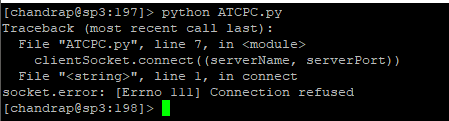 [chandrap@sp3:197]> python ATCPC.py
Traceback (most recent call last):
  File "ATCPC.py", line 7, in <module>
    clientSocket.connect((serverName, serverPort))
  File "<string>", line 1, in connect
socket.error: [Errno 111] Connection refused
[chandrap@sp3:198]>